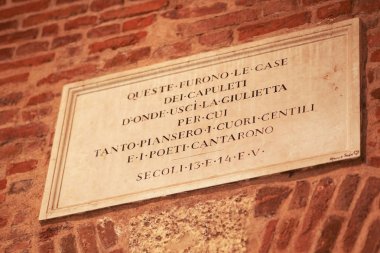 QUESTE·FURONO·LE·CASE
DEI·CAPULETI
D'ONDE·USCÌ·LA·GIULIETTA
PER·CUI
TANTO·PIANSERO·I·CUORI·GENTILI
E·I·POETI·CANTARONO
SECOLI·13·E·14·E·V·